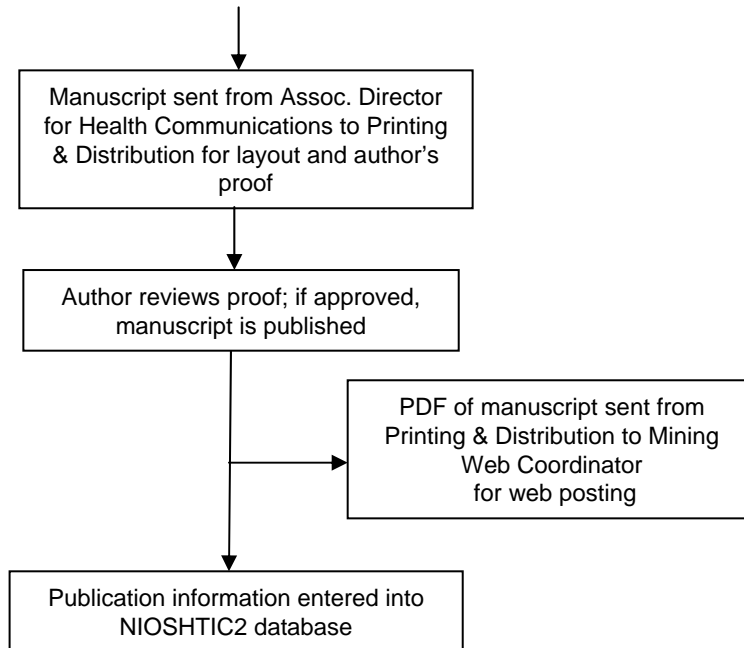 Manuscript sent from Assoc. Director
for Health Communications to Printing
& Distribution for layout and author’s
proof
Author reviews proof; if approved,
manuscript is published
PDF of manuscript sent from
Printing & Distribution to Mining
Web Coordinator
for web posting
Publication information entered into
NIOSHTIC2 database